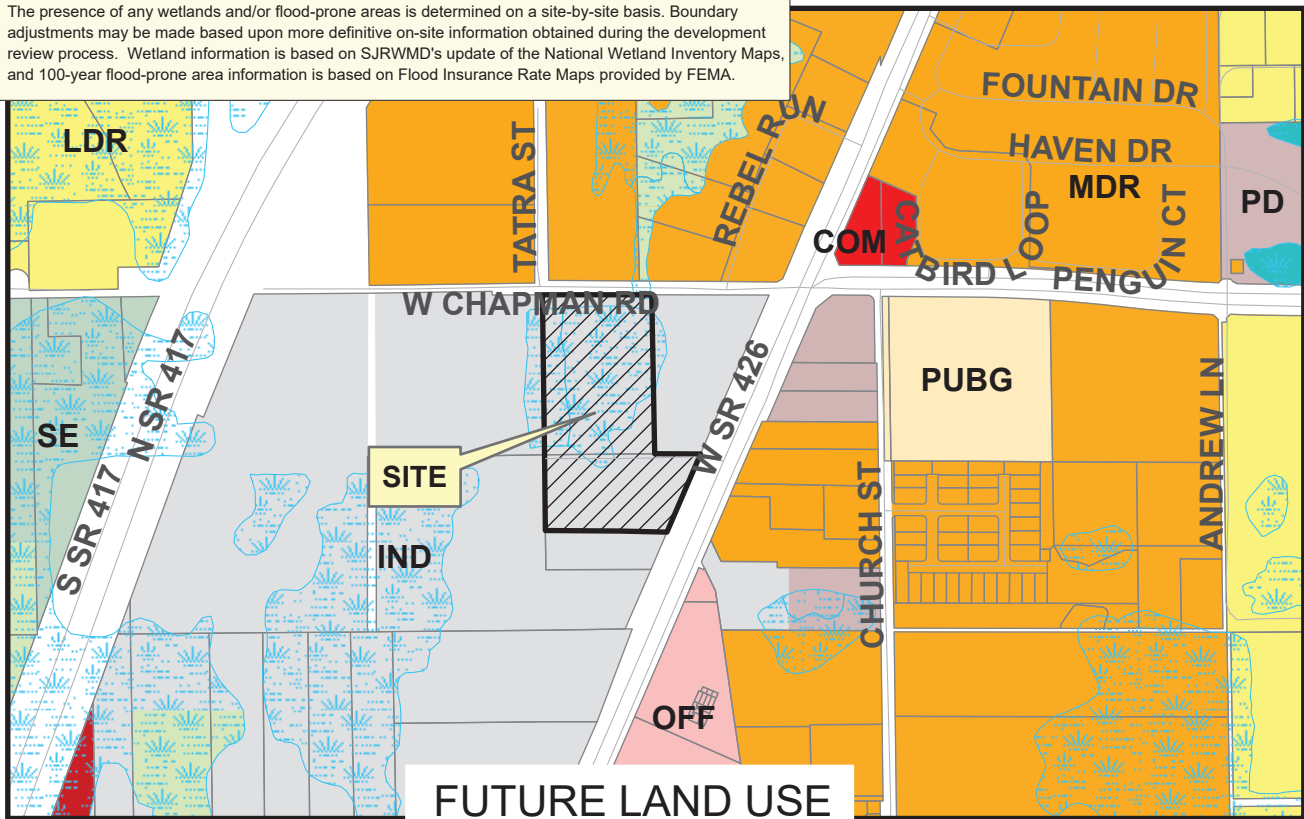 The presence of any wetlands and/or flood-prone areas is determined on a site-by-site basis. Boundary
adjustments may be made based upon more definitive on-site information obtained during the development
review process. Wetland information is based on SJRWMD's update of the National Wetland Inventory Maps,
and 100-year flood-prone area information is based on Flood Insurance Rate Maps provided by FEMA.
FOUNTAIN DR
LDR
REBEL RUN
HAVEN DR
TATRA ST
MDR
PD
COM
CATBIRD LOOP
PENGUIN CT
W CHAPMAN RD
N SR 417
W SR 426
PUBG
SE
ANDREW LN
SITE
S SR 417
IND
CHURCH ST
OFF
FUTURE LAND USE